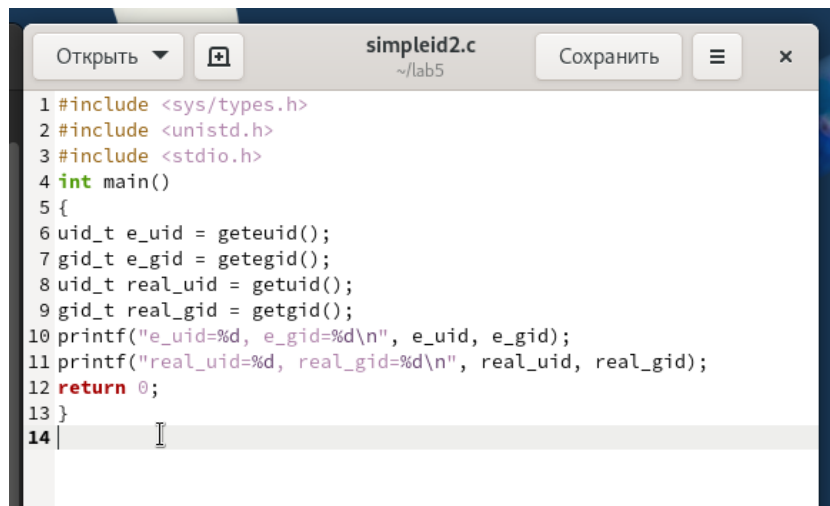 Открыть
simpleid2.c
~/lab5
Сохранить
1 #include <sys/types.h>
2 #include <unistd.h>
3 #include <stdio.h>
4 int main()
5 {
6 uid_t e_uid = geteuid();
7 gid_t e_gid = getegid();
8 uid_t real_uid = getuid();
9 gid_t real_gid = getgid();
10 printf("e_uid=%d, e_gid=%d\n", e_uid, e_gid);
11 printf("real_uid=%d, real_gid=%d\n", real_uid, real_gid);
12 return 0;
13 }
14